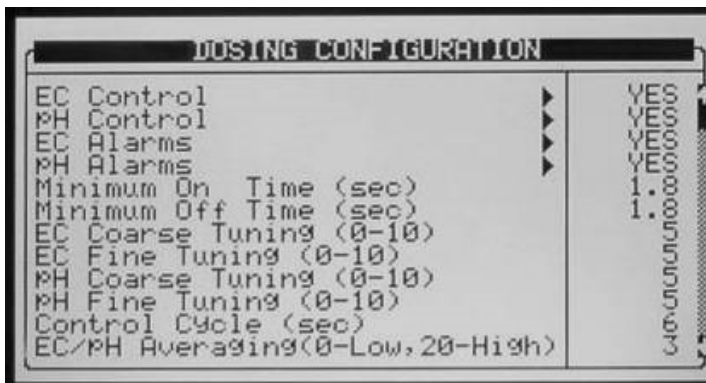 DOSING CONFIGURATION
EC Control YES
PH Control YES
EC Alarms YES
PH Alarms YES
Minimum On Time (sec) 1.8
Minimum Off Time (sec) 1.8
EC Coarse Tuning (0-10) 5
EC Fine Tuning (0-10) 5
PH Coarse Tuning (0-10) 5
PH Fine Tuning (0-10) 5
Control Cycle (sec) 6
EC/PH Averaging(0-Low,20-High) 3